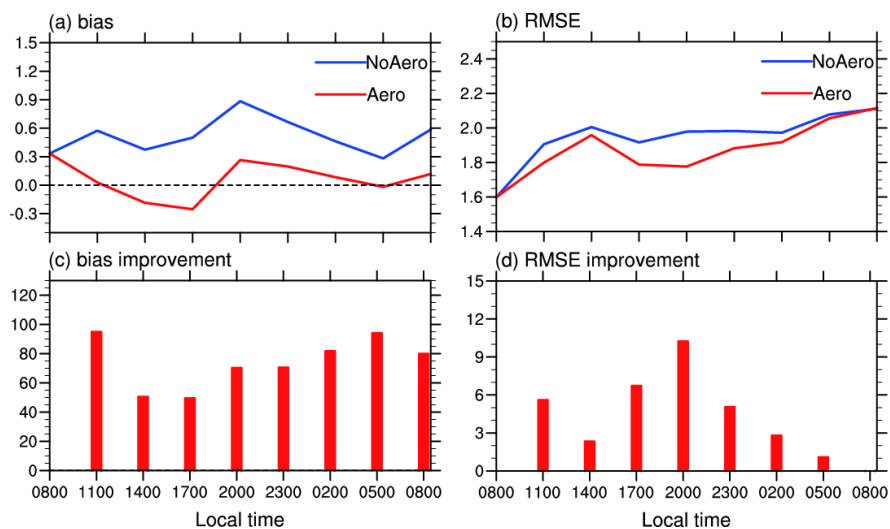 (a) bias
1.5
1.2
0.9
0.6
0.3
0.0
-0.3
NoAero
Aero
(b) RMSE
2.4
2.2
2.0
1.8
1.6
1.4
NoAero
Aero
(c) bias improvement
120
100
80
60
40
20
0
0800 1100 1400 1700 2000 2300 0200 0500 0800
Local time
(d) RMSE improvement
15
12
9
6
3
0
0800 1100 1400 1700 2000 2300 0200 0500 0800
Local time